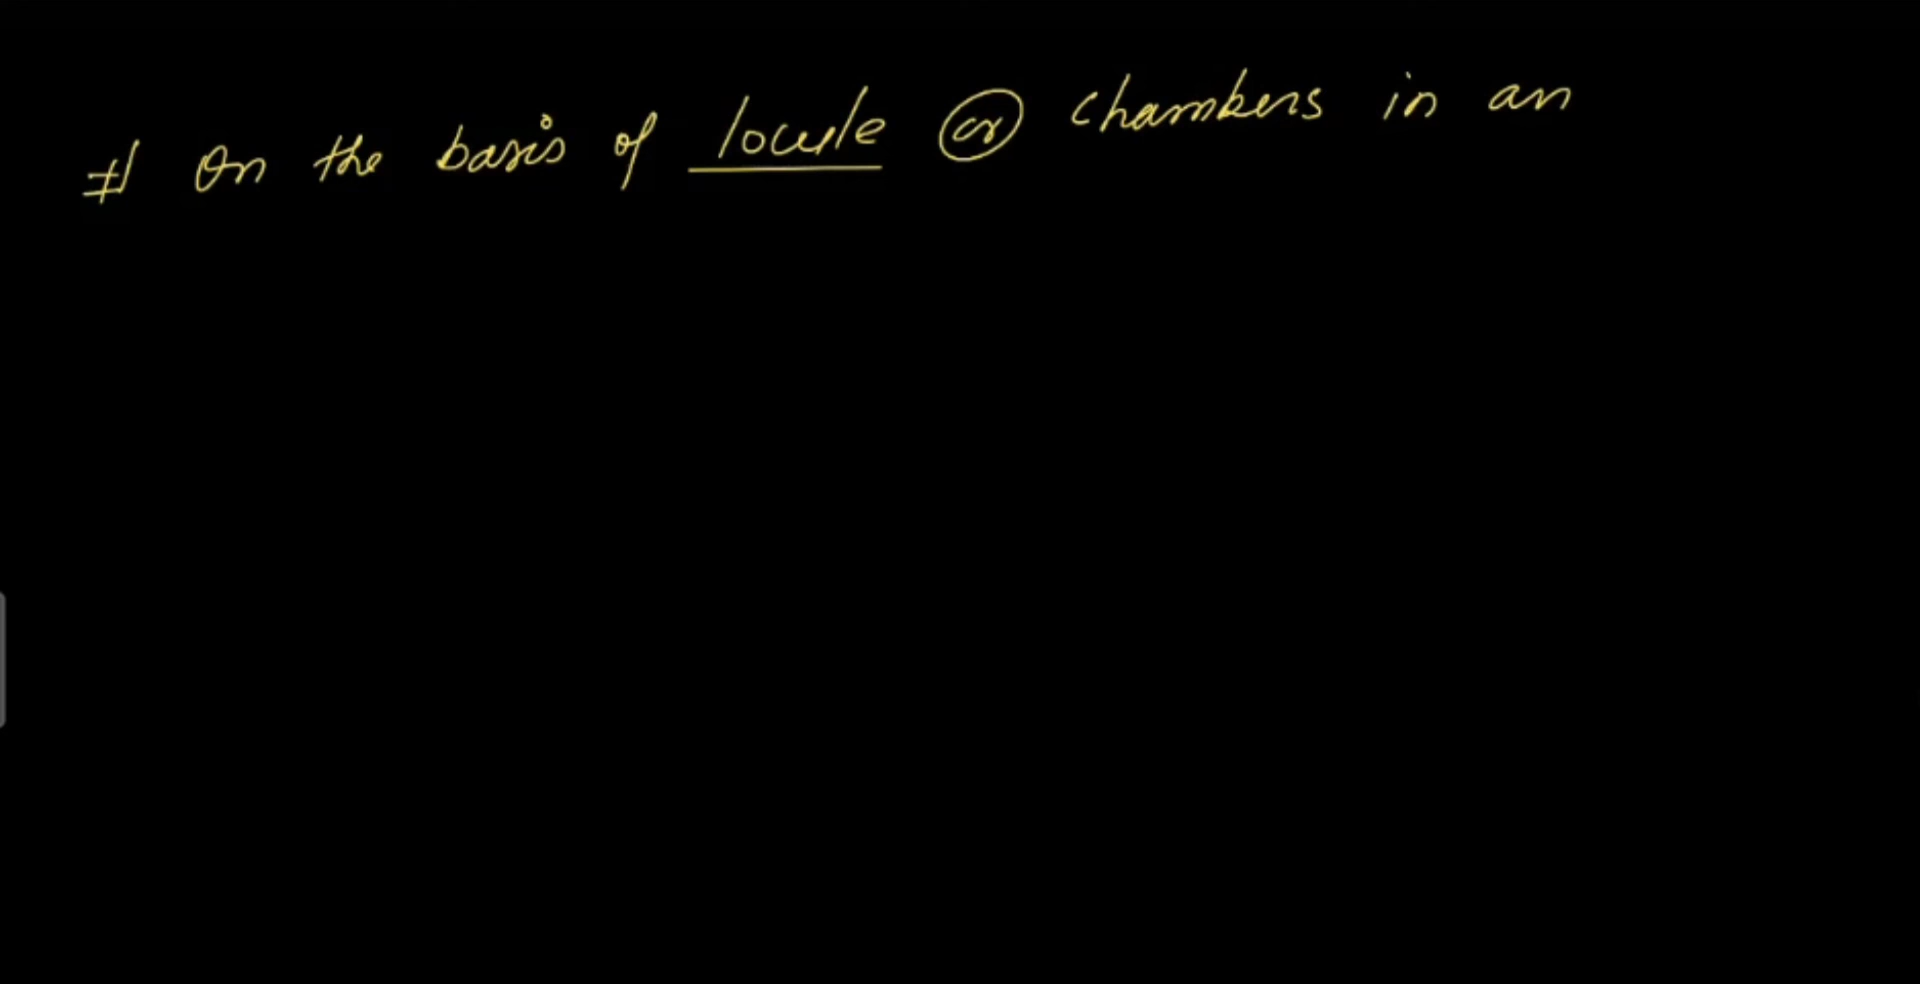 # On the basis of locule or chambers in an